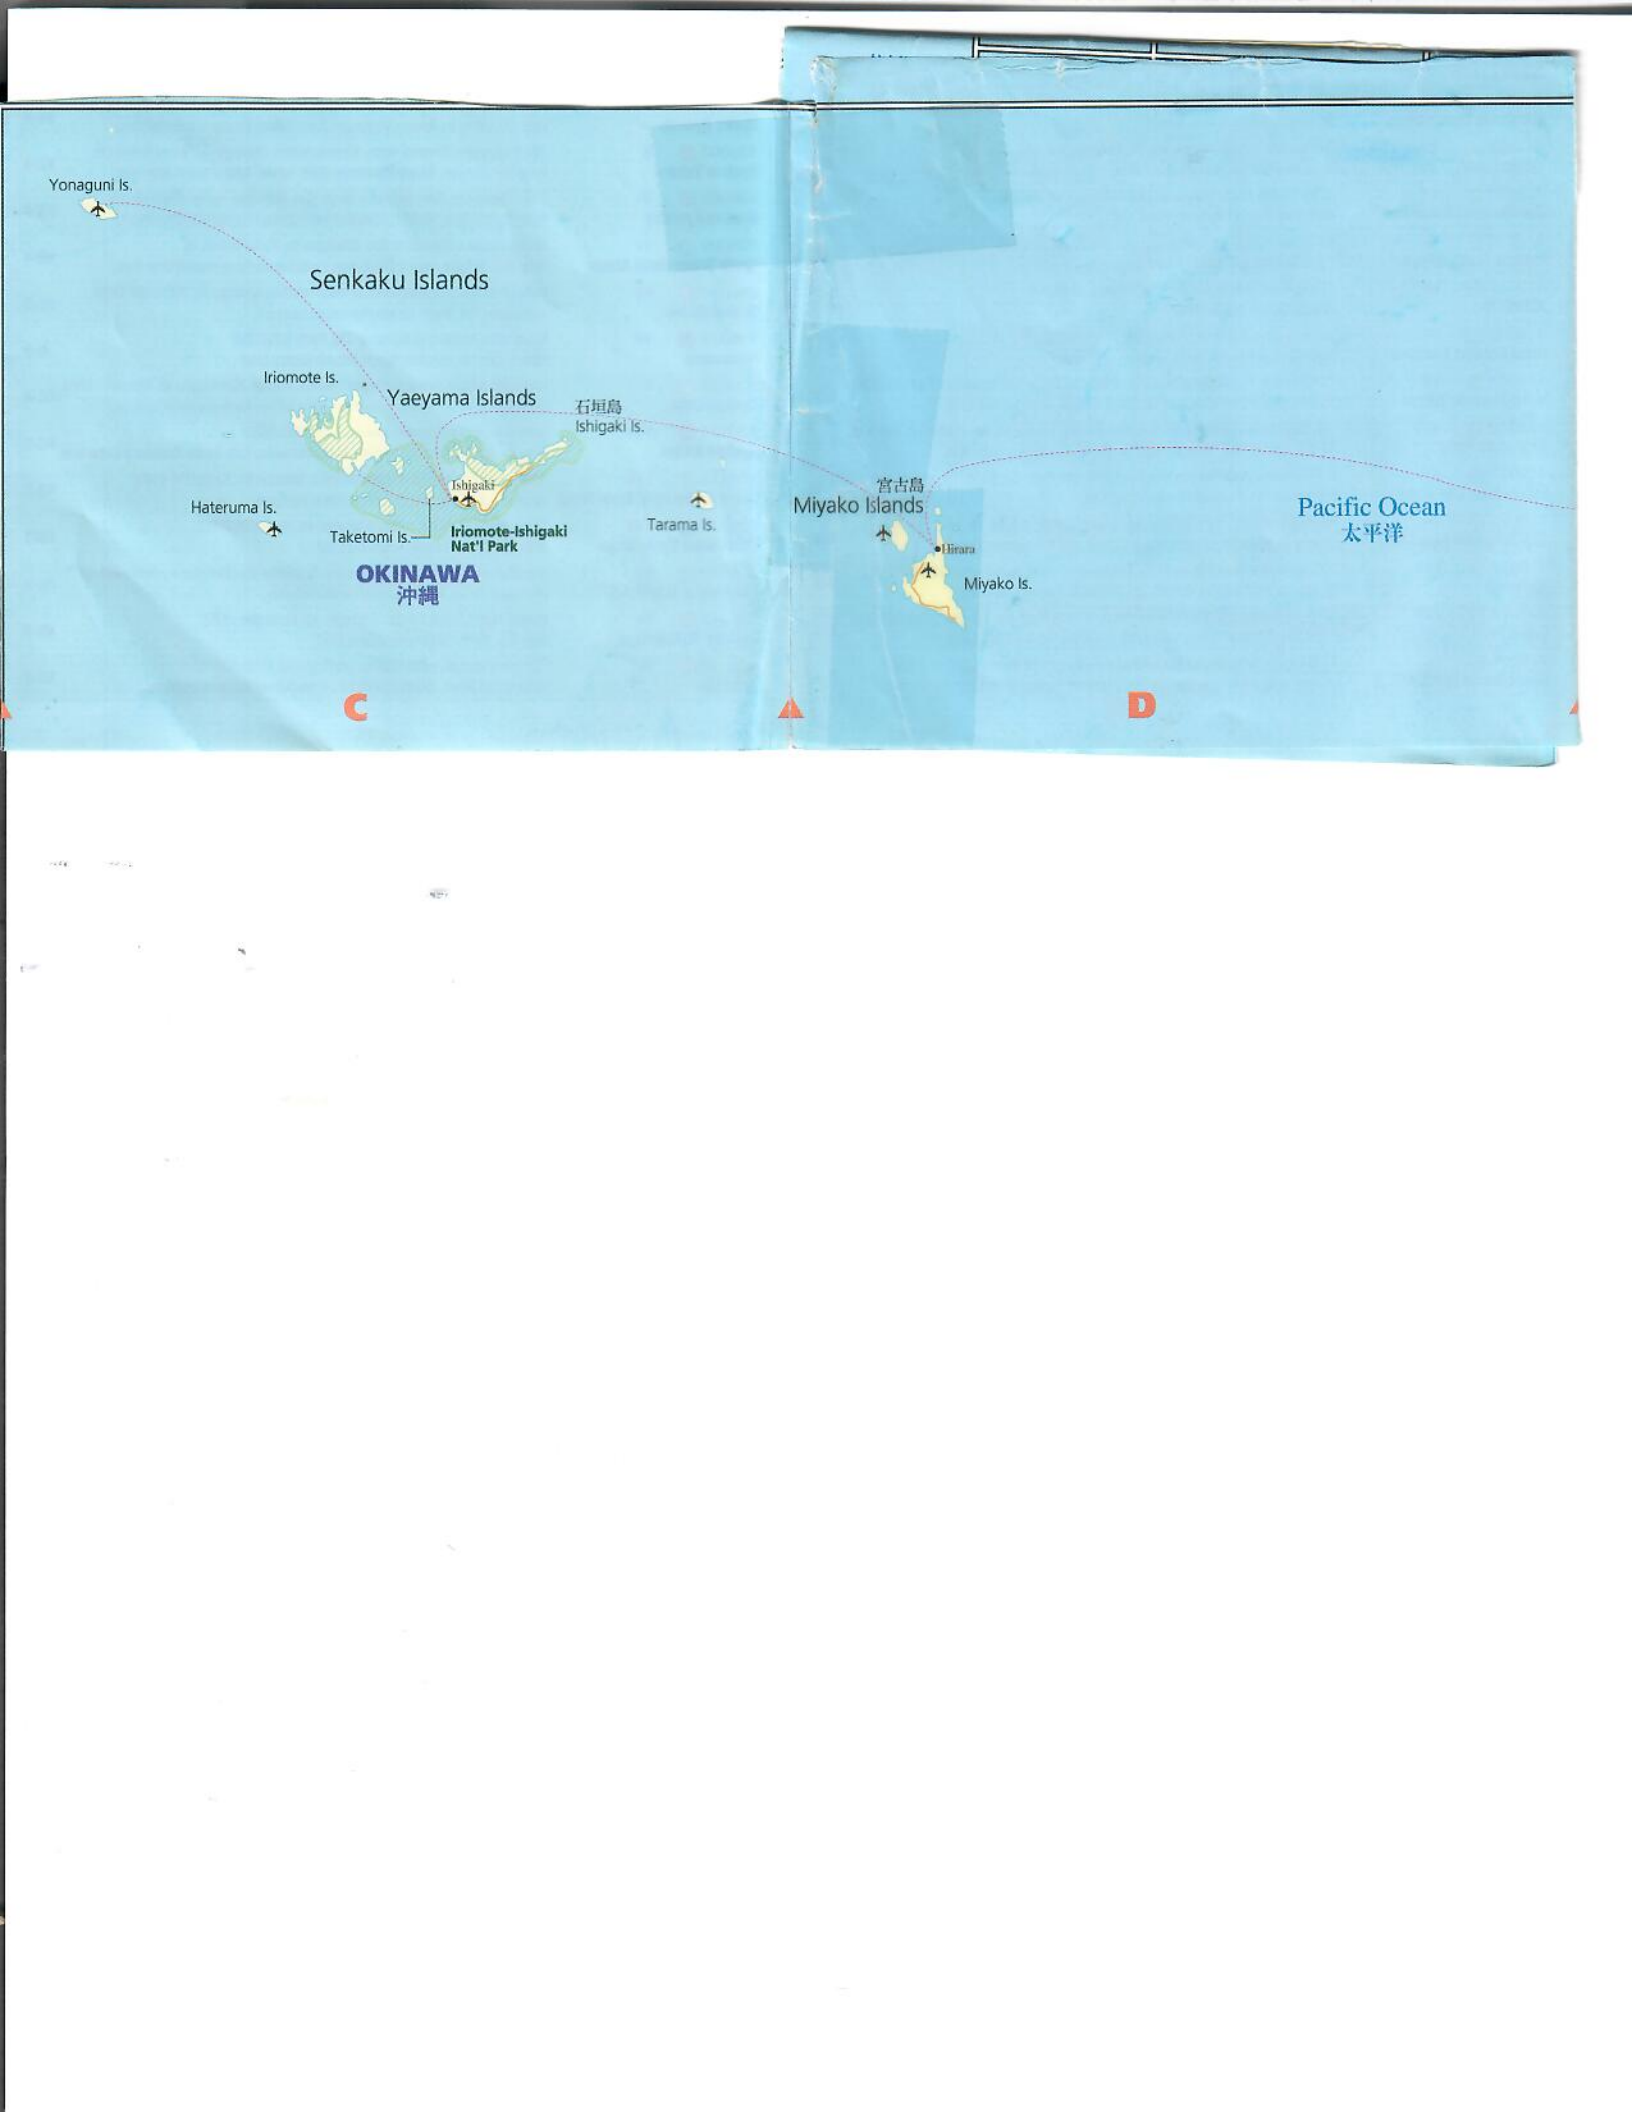 Yonaguni Is.
Senkaku Islands
Iriomote Is.
Yaeyama Islands
石垣島
Ishigaki Is.
Ishigaki
Hateruma Is.
Taketomi Is.
Iriomote-Ishigaki
Nat'l Park
Tarama Is.
OKINAWA
沖縄
宮古島
Miyako Islands
Hirara
Miyako Is.
Pacific Ocean
太平洋
C
D